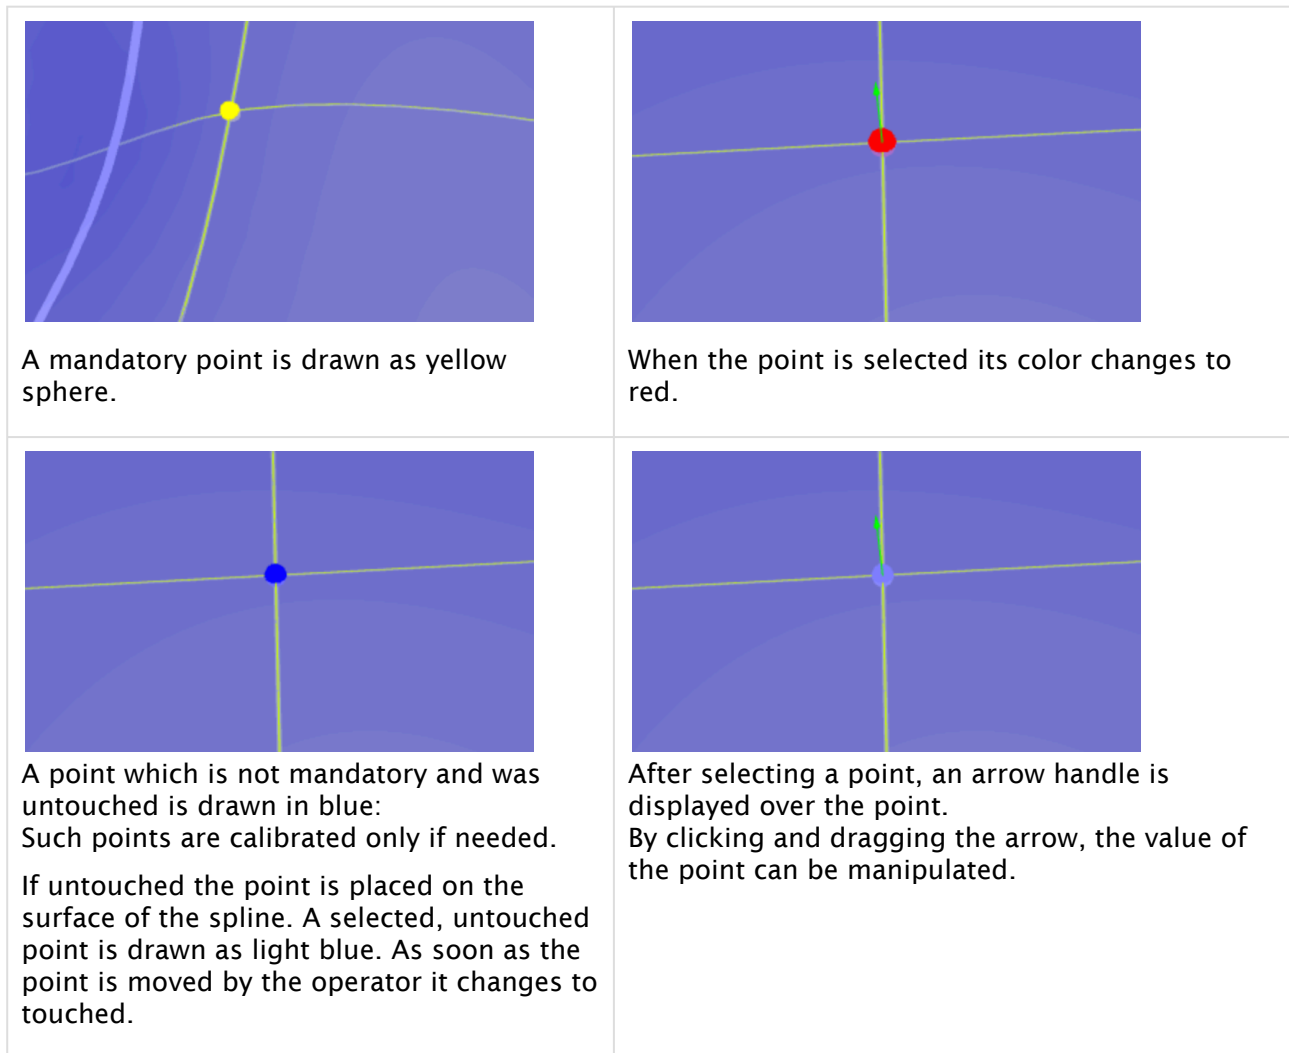 A mandatory point is drawn as yellow
sphere.
When the point is selected its color changes to
red.
A point which is not mandatory and was
untouched is drawn in blue:
Such points are calibrated only if needed.
If untouched the point is placed on the
surface of the spline. A selected, untouched
point is drawn as light blue. As soon as the
point is moved by the operator it changes to
touched.
After selecting a point, an arrow handle is
displayed over the point.
By clicking and dragging the arrow, the value of
the point can be manipulated.